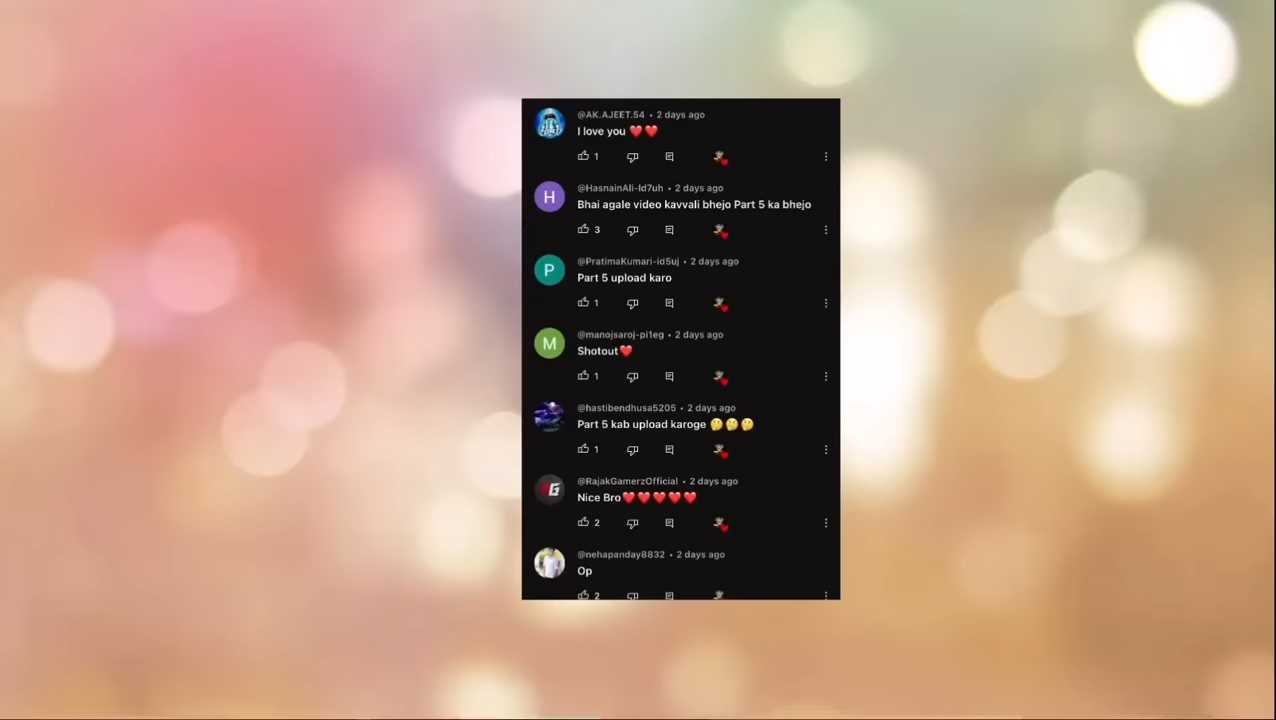 @AK.AJEET.54 • 2 days ago
I love you ❤️❤️
1
H
@HasnainAli-ld7uh • 2 days ago
Bhai agale video kavvali bhejo Part 5 ka bhejo
3
P
@PratimaKumari-id5uj • 2 days ago
Part 5 upload karo
1
M
@manojsaroj-pi1eg • 2 days ago
Shotout❤️
1
@hastibendhusa5205 • 2 days ago
Part 5 kab upload karoge 🤔🤔🤔
1
@RajakGamerzOfficial • 2 days ago
Nice Bro❤️❤️❤️❤️❤️
2
@nehapanday8832 • 2 days ago
Op
2